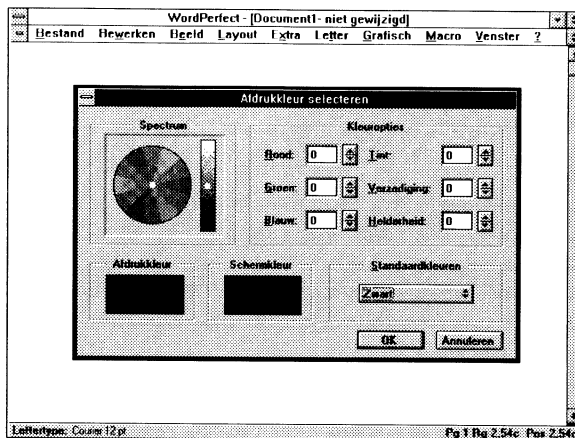 WordPerfect - [Document1- niet gewijzigd]
Bestand Bewerken Beeld Layout Extra Letter Grafisch Macro Venster ?
Afdrukkleur selecteren
Spectrum
Kleuropties
Rood: 0 Tint: 0
Groen: 0 Verzadiging: 0
Blauw: 0 Helderheid: 0
Afdrukkleur Schermkleur Standaardkleuren
Zwart
OK Annuleren
Lettertype: Courier 12 pt Pg 1 Rg 2,54c Pos 2,54c